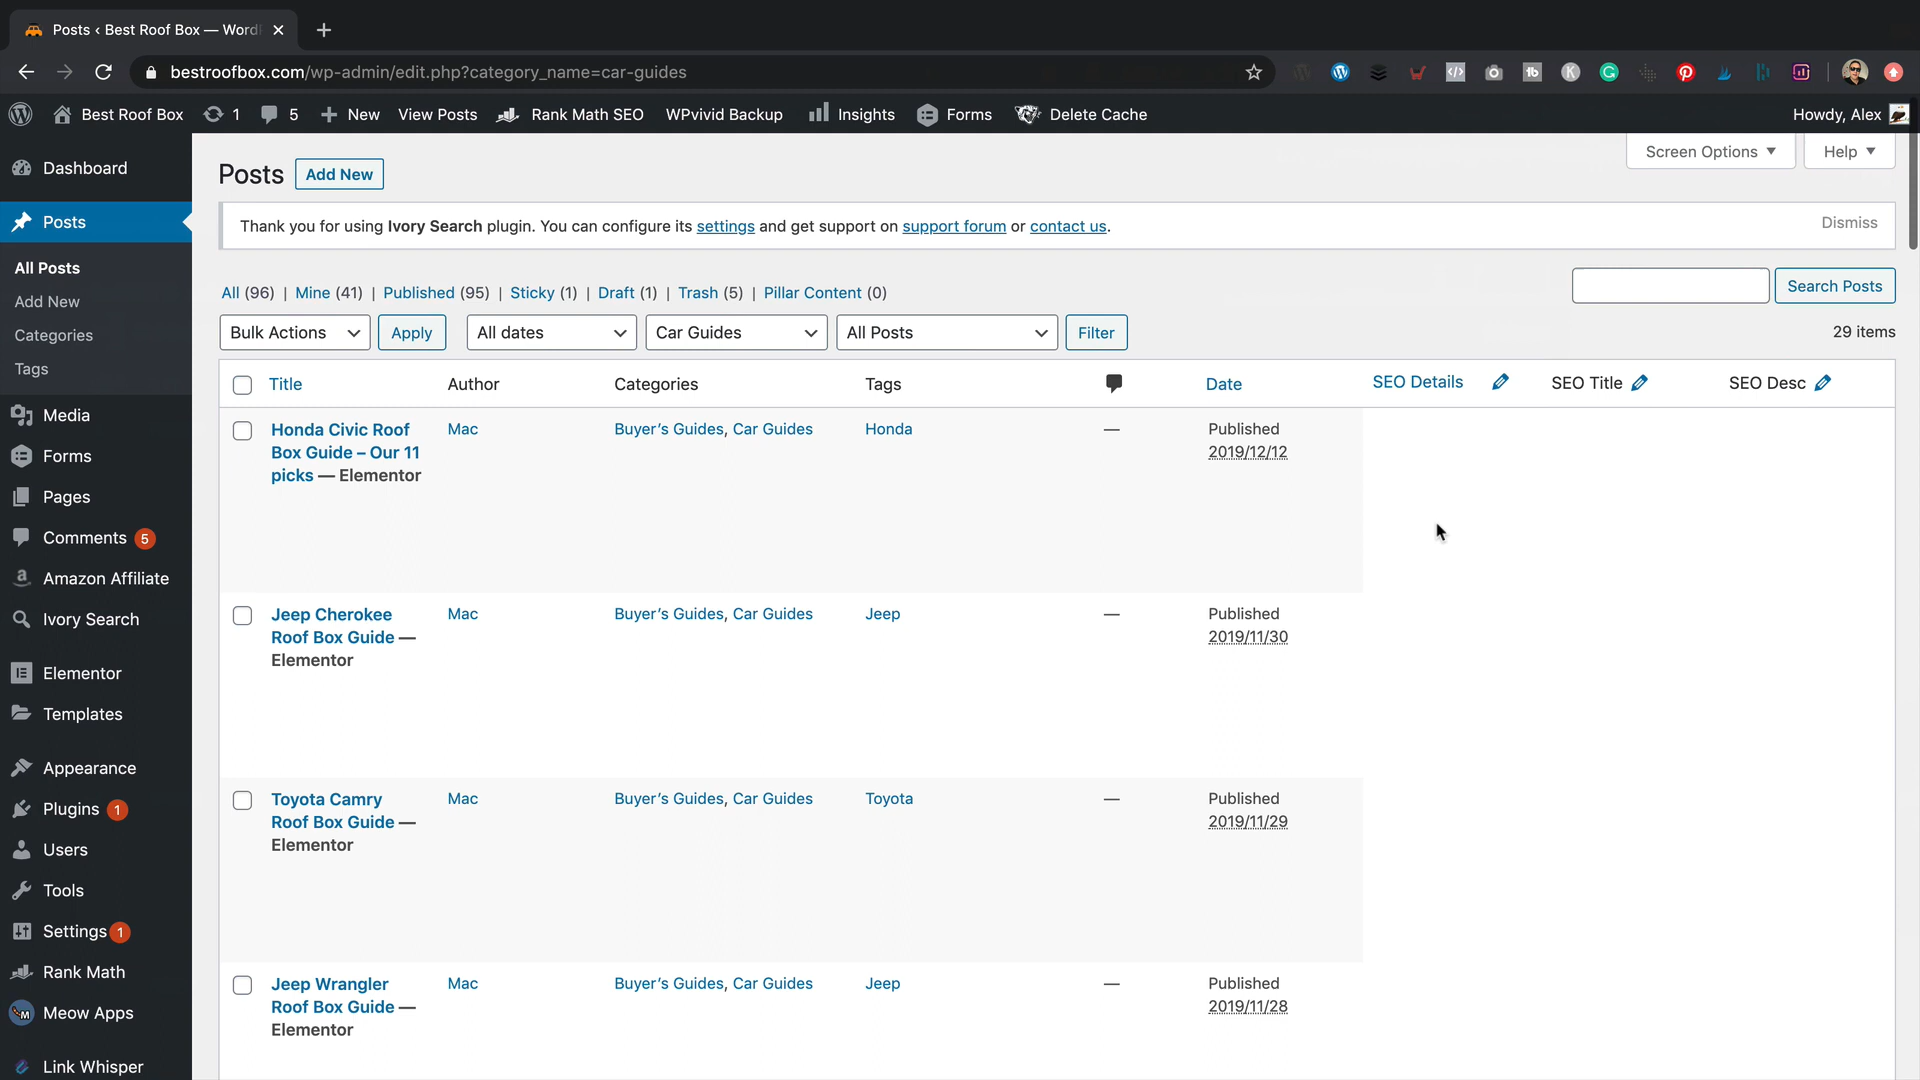 Posts ‹ Best Roof Box — Word
bestroofbox.com/wp-admin/edit.php?category_name=car-guides
Best Roof Box 1 5 New View Posts Rank Math SEO WPvivid Backup Insights Forms Delete Cache Howdy, Alex
Dashboard
Posts
All Posts
Add New
Categories
Tags
Media
Forms
Pages
Comments 5
Amazon Affiliate
Ivory Search
Elementor
Templates
Appearance
Plugins 1
Users
Tools
Settings 1
Rank Math
Meow Apps
Link Whisper
Screen Options Help
Posts Add New
Thank you for using Ivory Search plugin. You can configure its settings and get support on support forum or contact us.
Dismiss
All (96) | Mine (41) | Published (95) | Sticky (1) | Draft (1) | Trash (5) | Pillar Content (0)
Search Posts
Bulk Actions Apply All dates Car Guides All Posts Filter 29 items
Title Author Categories Tags Date SEO Details SEO Title SEO Desc
Honda Civic Roof Mac Buyer’s Guides, Car Guides Honda — Published
Box Guide – Our 11 2019/12/12
picks — Elementor
Jeep Cherokee Mac Buyer’s Guides, Car Guides Jeep — Published
Roof Box Guide — 2019/11/30
Elementor
Toyota Camry Mac Buyer’s Guides, Car Guides Toyota — Published
Roof Box Guide — 2019/11/29
Elementor
Jeep Wrangler Mac Buyer’s Guides, Car Guides Jeep — Published
Roof Box Guide — 2019/11/28
Elementor